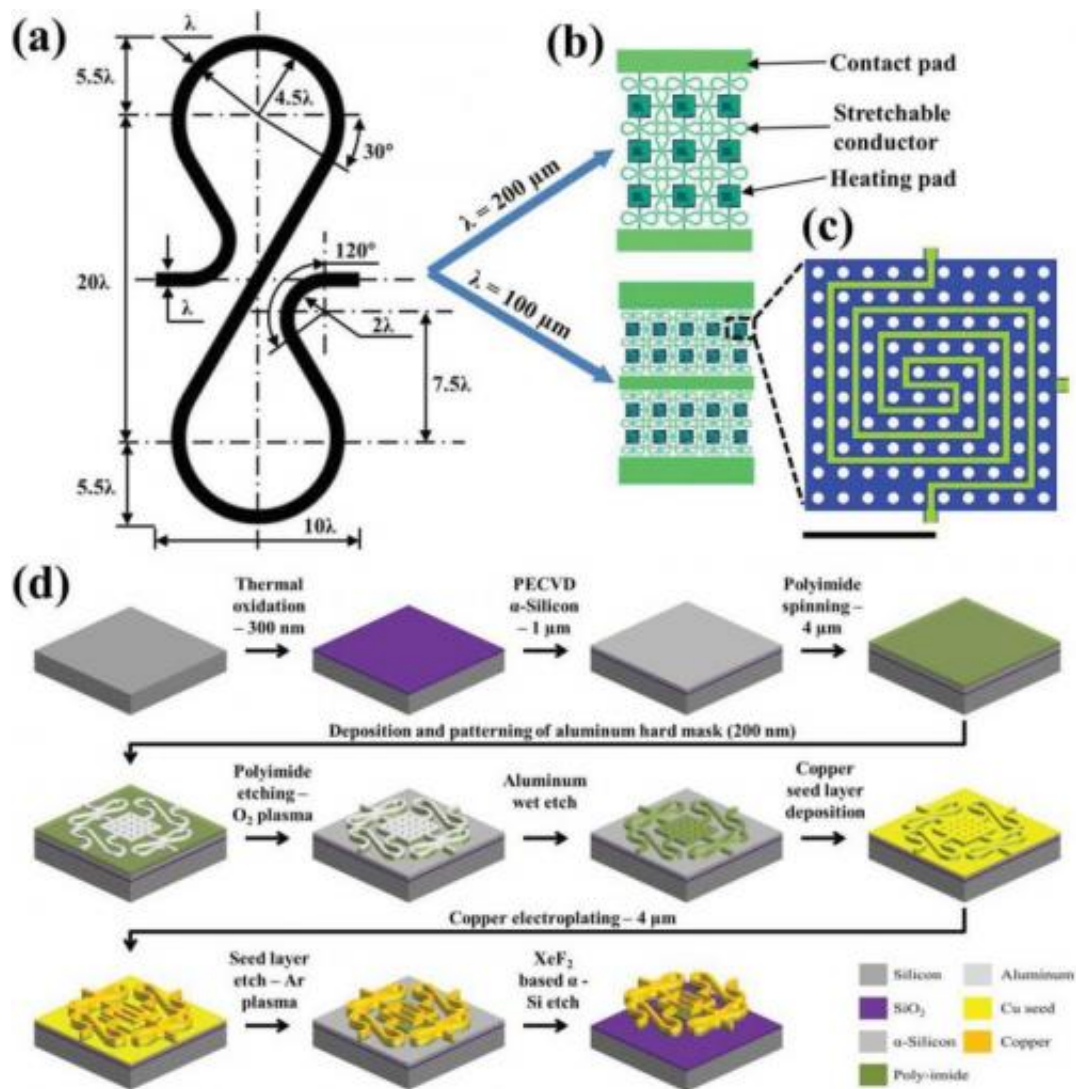 (a)
λ
5.5λ
4.5λ
30°
20λ
120°
λ
2λ
7.5λ
5.5λ
10λ
λ = 200 μm
λ = 100 μm
(b)
Contact pad
Stretchable
conductor
Heating pad
(c)
(d)
Thermal
oxidation
– 300 nm
PECVD
α-Silicon
– 1 μm
Polyimide
spinning –
4 μm
Deposition and patterning of aluminum hard mask (200 nm)
Polyimide
etching –
O₂ plasma
Aluminum
wet etch
Copper
seed layer
deposition
Copper electroplating – 4 μm
Seed layer
etch – Ar
plasma
XeF₂
based α -
Si etch
Silicon
Aluminum
SiO₂
Cu seed
α-Silicon
Copper
Poly-imide